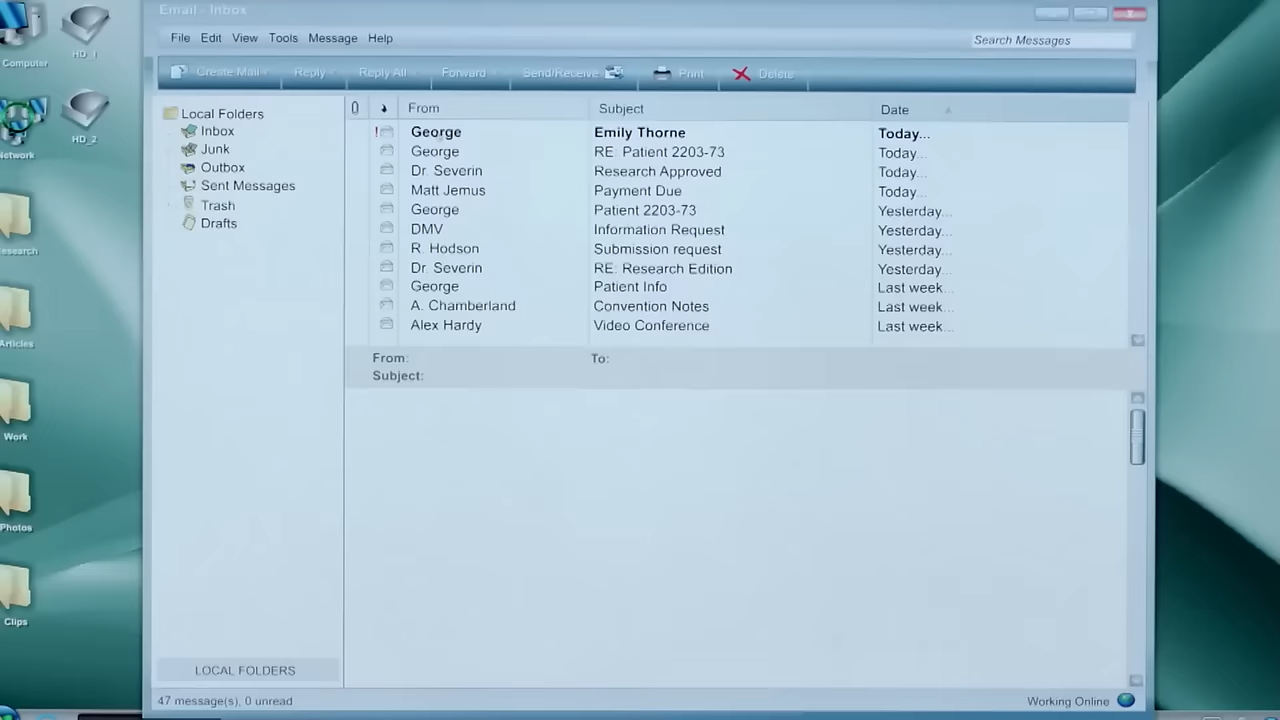 Email - Inbox
File Edit View Tools Message Help
Search Messages
Create Mail Reply Reply All Forward Send/Receive Print Delete
Computer
HD_1
Network
HD_2
Research
Articles
Work
Photos
Clips
Local Folders
Inbox
Junk
Outbox
Sent Messages
Trash
Drafts
LOCAL FOLDERS
From Subject Date
! George Emily Thorne Today...
George RE: Patient 2203-73 Today...
Dr. Severin Research Approved Today...
Matt Jemus Payment Due Today...
George Patient 2203-73 Yesterday...
DMV Information Request Yesterday...
R. Hodson Submission request Yesterday...
Dr. Severin RE: Research Edition Yesterday...
George Patient Info Last week...
A. Chamberland Convention Notes Last week...
Alex Hardy Video Conference Last week...
From: To:
Subject:
47 message(s), 0 unread Working Online